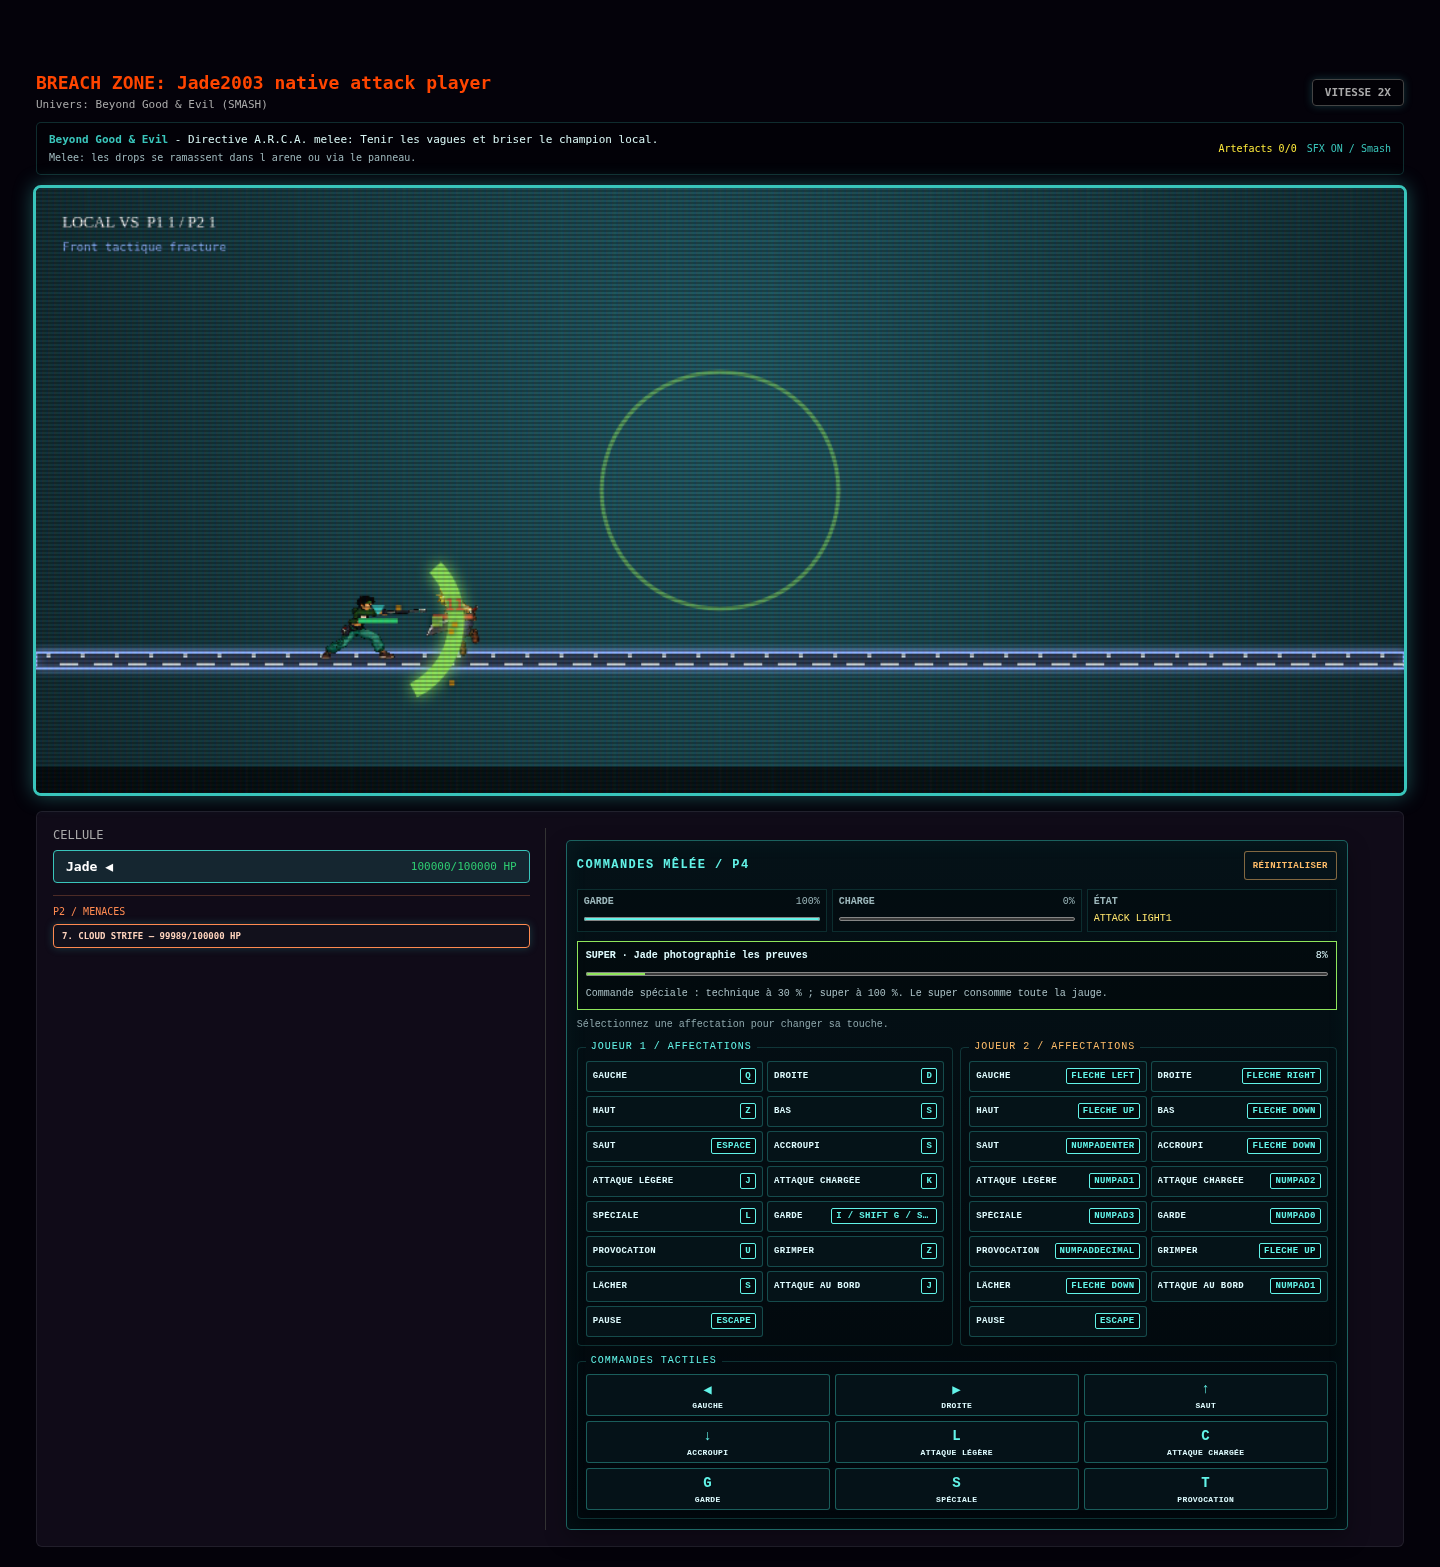 BREACH ZONE: Jade2003 native attack player
Univers: Beyond Good & Evil (SMASH)
VITESSE 2X
Beyond Good & Evil - Directive A.R.C.A. melee: Tenir les vagues et briser le champion local.
Melee: les drops se ramassent dans l arene ou via le panneau.
Artefacts 0/0 SFX ON / Smash
LOCAL VS P1 1 / P2 1
Front tactique fracture
CELLULE
Jade ◀ 100000/100000 HP
P2 / MENACES
7. CLOUD STRIFE — 99989/100000 HP
COMMANDES MÊLÉE / P4
RÉINITIALISER
GARDE 100%
CHARGE 0%
ÉTAT
ATTACK LIGHT1
SUPER · Jade photographie les preuves 8%
Commande spéciale : technique à 30 % ; super à 100 %. Le super consomme toute la jauge.
Sélectionnez une affectation pour changer sa touche.
JOUEUR 1 / AFFECTATIONS
GAUCHE Q
DROITE D
HAUT Z
BAS S
SAUT ESPACE
ACCROUPI S
ATTAQUE LÉGÈRE J
ATTAQUE CHARGÉE K
SPÉCIALE L
GARDE I / SHIFT G / S…
PROVOCATION U
GRIMPER Z
LÂCHER S
ATTAQUE AU BORD J
PAUSE ESCAPE
JOUEUR 2 / AFFECTATIONS
GAUCHE FLECHE LEFT
DROITE FLECHE RIGHT
HAUT FLECHE UP
BAS FLECHE DOWN
SAUT NUMPADENTER
ACCROUPI FLECHE DOWN
ATTAQUE LÉGÈRE NUMPAD1
ATTAQUE CHARGÉE NUMPAD2
SPÉCIALE NUMPAD3
GARDE NUMPAD0
PROVOCATION NUMPADDECIMAL
GRIMPER FLECHE UP
LÂCHER FLECHE DOWN
ATTAQUE AU BORD NUMPAD1
PAUSE ESCAPE
COMMANDES TACTILES
◀
GAUCHE
▶
DROITE
↑
SAUT
↓
ACCROUPI
L
ATTAQUE LÉGÈRE
C
ATTAQUE CHARGÉE
G
GARDE
S
SPÉCIALE
T
PROVOCATION